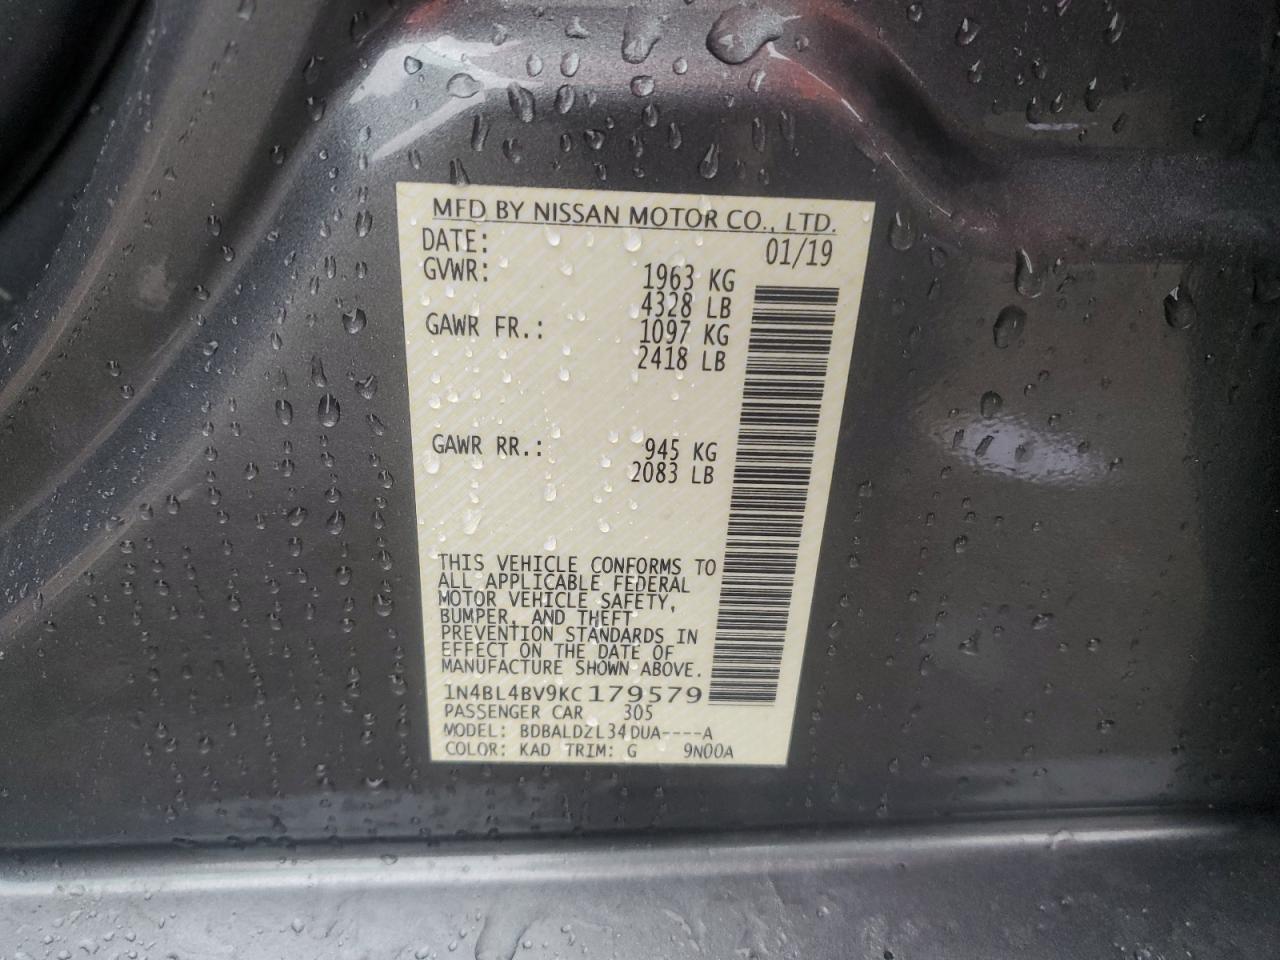 MFD BY NISSAN MOTOR CO., LTD.
DATE: 01/19
GVWR: 1963 KG
4328 LB
GAWR FR.: 1097 KG
2418 LB
GAWR RR.: 945 KG
2083 LB
THIS VEHICLE CONFORMS TO
ALL APPLICABLE FEDERAL
MOTOR VEHICLE SAFETY,
BUMPER, AND THEFT
PREVENTION STANDARDS IN
EFFECT ON THE DATE OF
MANUFACTURE SHOWN ABOVE.
1N4BL4BV9KC179579
PASSENGER CAR 305
MODEL: BDBALDZL34DUA----A
COLOR: KAD TRIM: G 9N00A